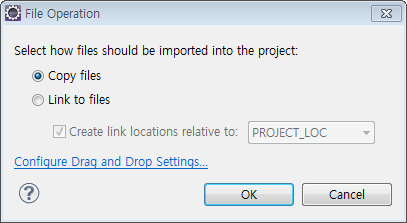 File Operation
Select how files should be imported into the project:
Copy files
Link to files
Create link locations relative to: PROJECT_LOC
Configure Drag and Drop Settings...
? OK Cancel